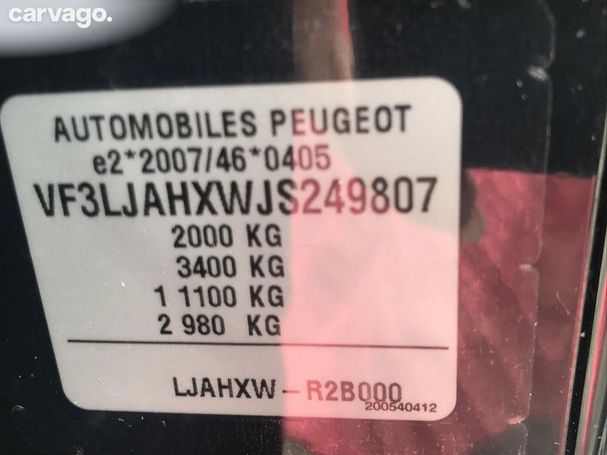 carvago.
AUTOMOBILES PEUGEOT
e2*2007/46*0405
VF3LJAHXWJS249807
2000 KG
3400 KG
1 1100 KG
2 980 KG
LJAHXW - R2B000
200540412